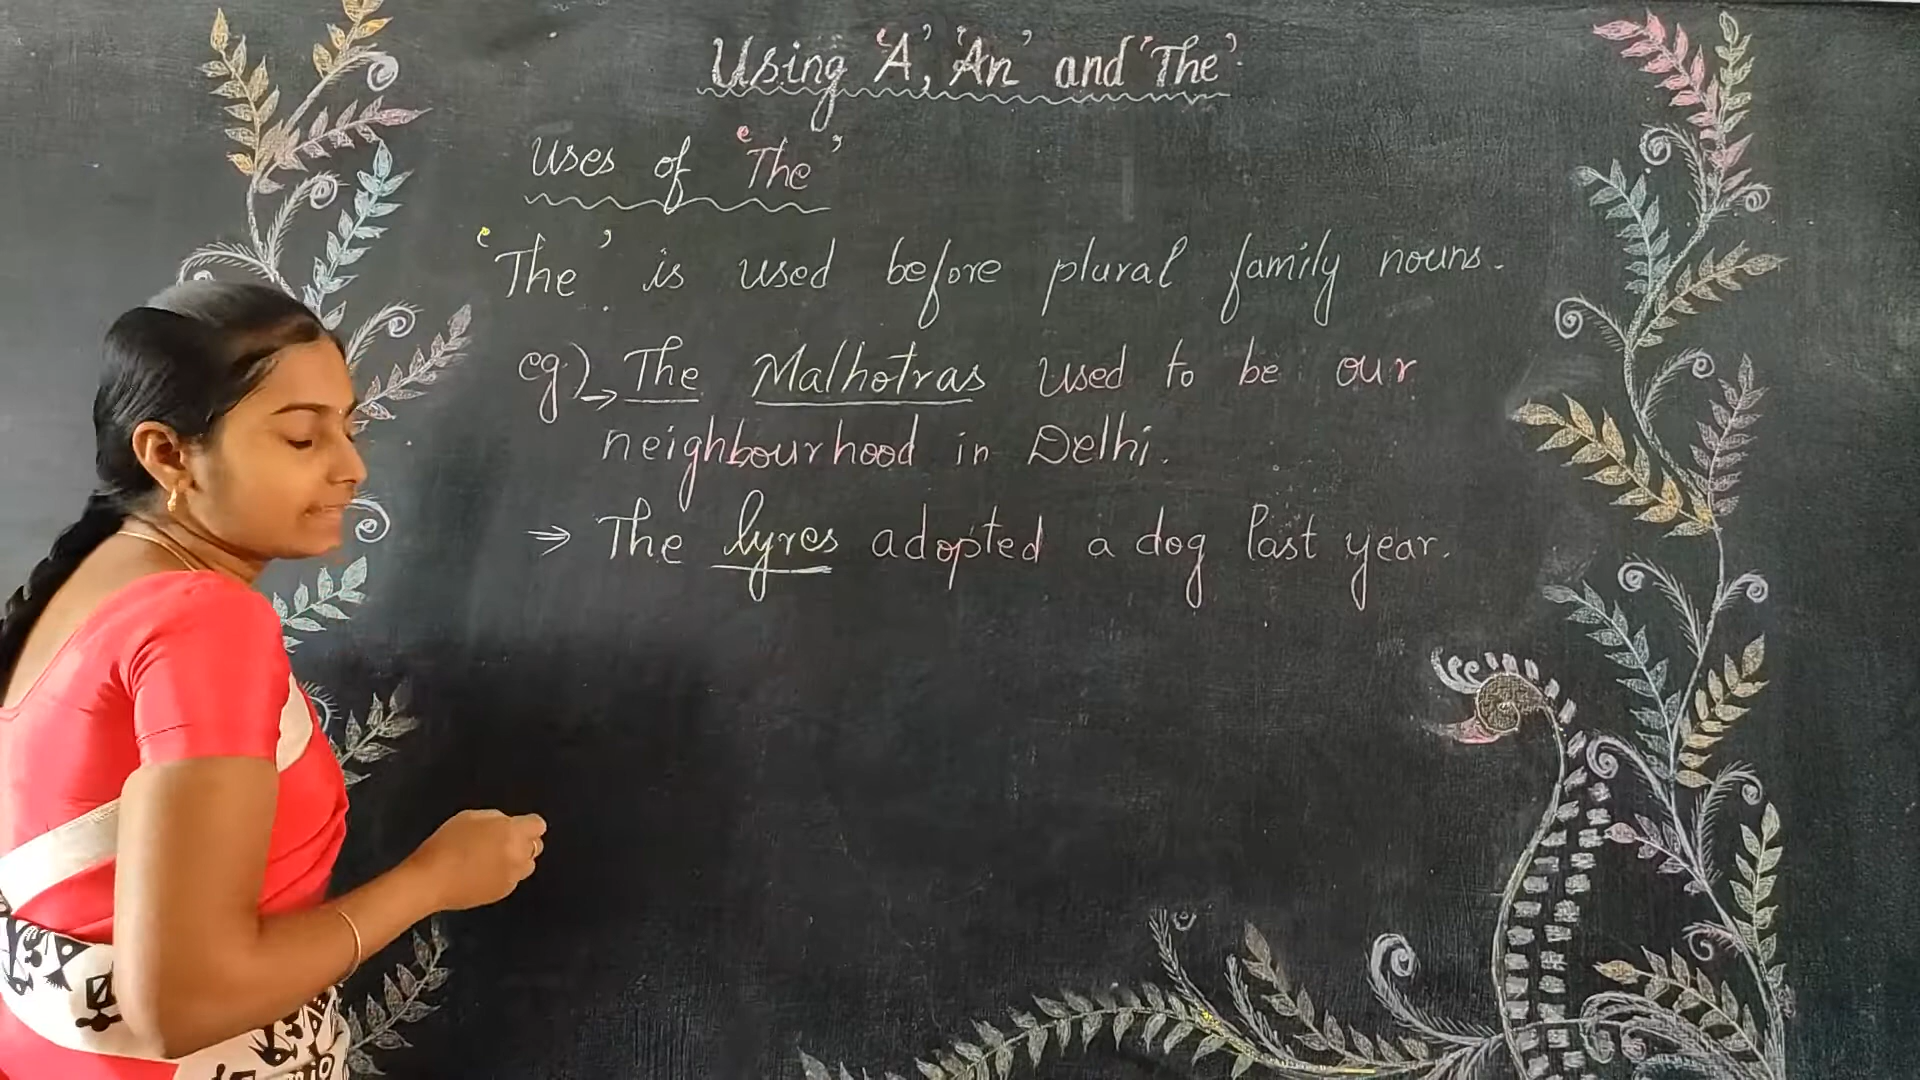 Using 'A', 'An' and 'The'
Uses of 'The'
'The' is used before plural family nouns.
eg) → The Malhotras used to be our
neighbourhood in Delhi.
⇒ The lyres adopted a dog last year.